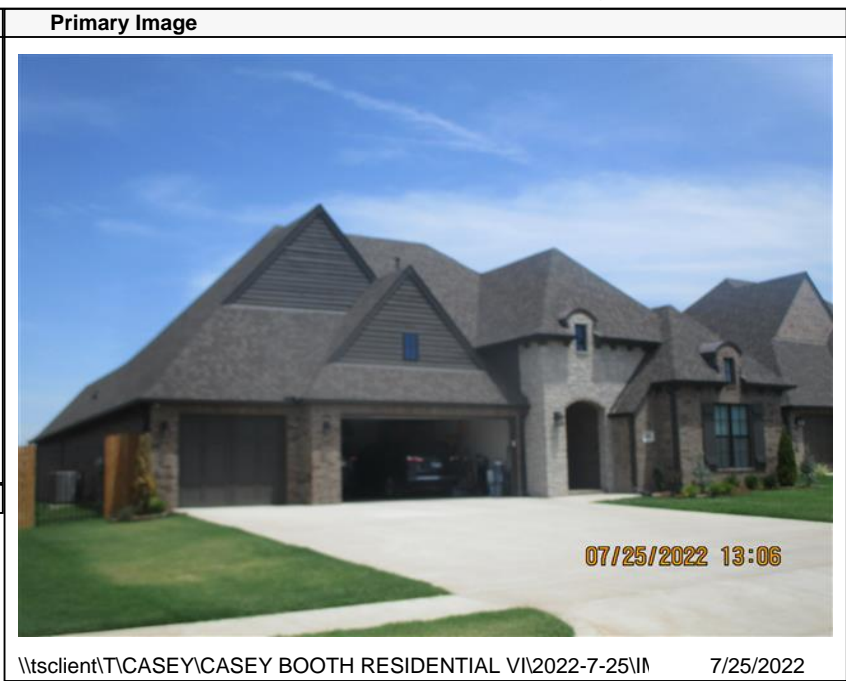 Primary Image
07/25/2022 13:06
\\tsclient\T\CASEY\CASEY BOOTH RESIDENTIAL VI\2022-7-25\IM 7/25/2022